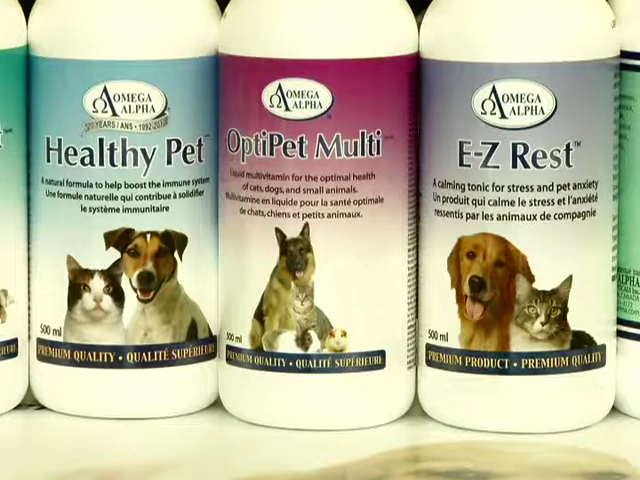 OMEGA
ALPHA
20 YEARS / ANS • 1992-2012
Healthy Pet
A natural formula to help boost the immune system
Une formule naturelle qui contribue à solidifier
le système immunitaire
500 ml
PREMIUM QUALITY • QUALITÉ SUPÉRIEURE
OMEGA
ALPHA
OptiPet Multi
Liquid multivitamin for the optimal health
of cats, dogs, and small animals.
Multivitamine en liquide pour la santé optimale
de chats, chiens et petits animaux.
500 ml
PREMIUM QUALITY • QUALITÉ SUPÉRIEURE
OMEGA
ALPHA
E-Z Rest™
A calming tonic for stress and pet anxiety
Un produit qui calme le stress et l'anxiété
ressentis par les animaux de compagnie
500 ml
PREMIUM PRODUCT • PREMIUM QUALITY
ALPHA